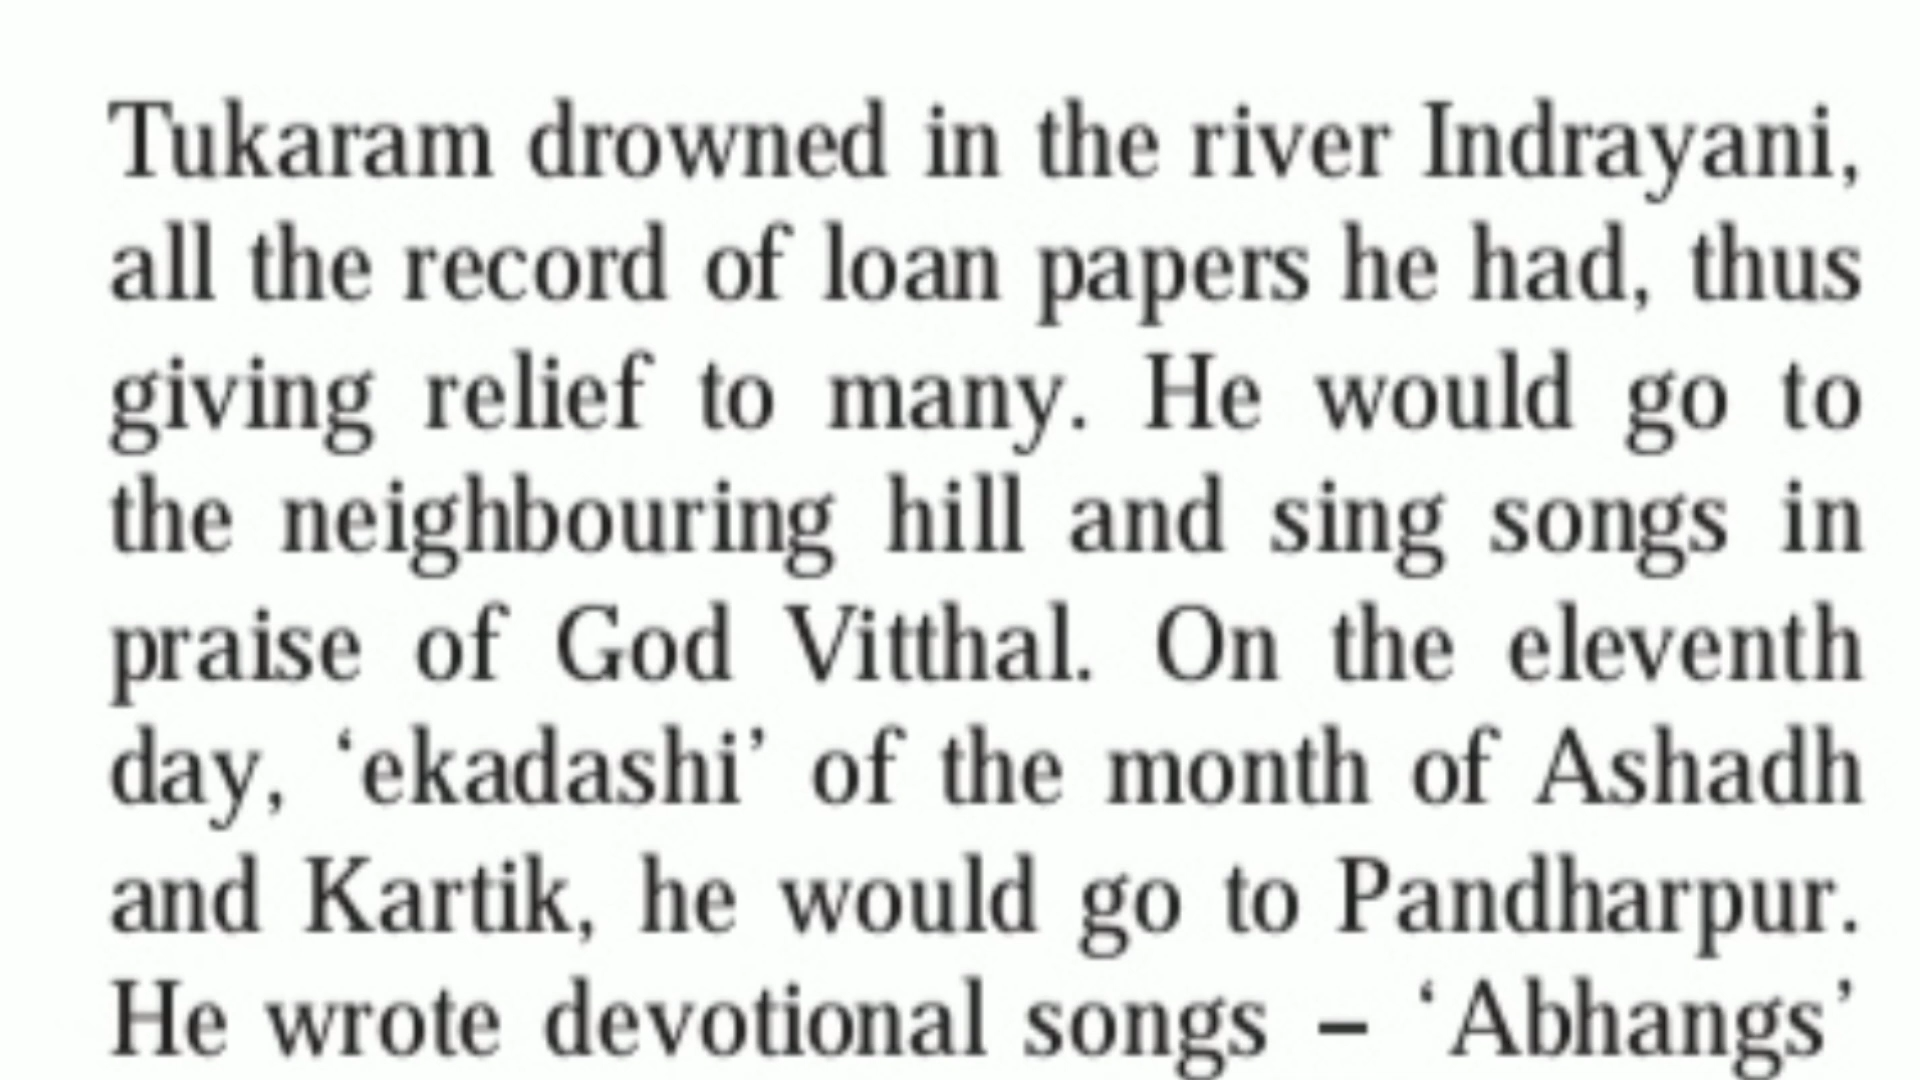 Tukaram drowned in the river Indrayani,
all the record of loan papers he had, thus
giving relief to many. He would go to
the neighbouring hill and sing songs in
praise of God Vitthal. On the eleventh
day, ‘ekadashi’ of the month of Ashadh
and Kartik, he would go to Pandharpur.
He wrote devotional songs – ‘Abhangs’